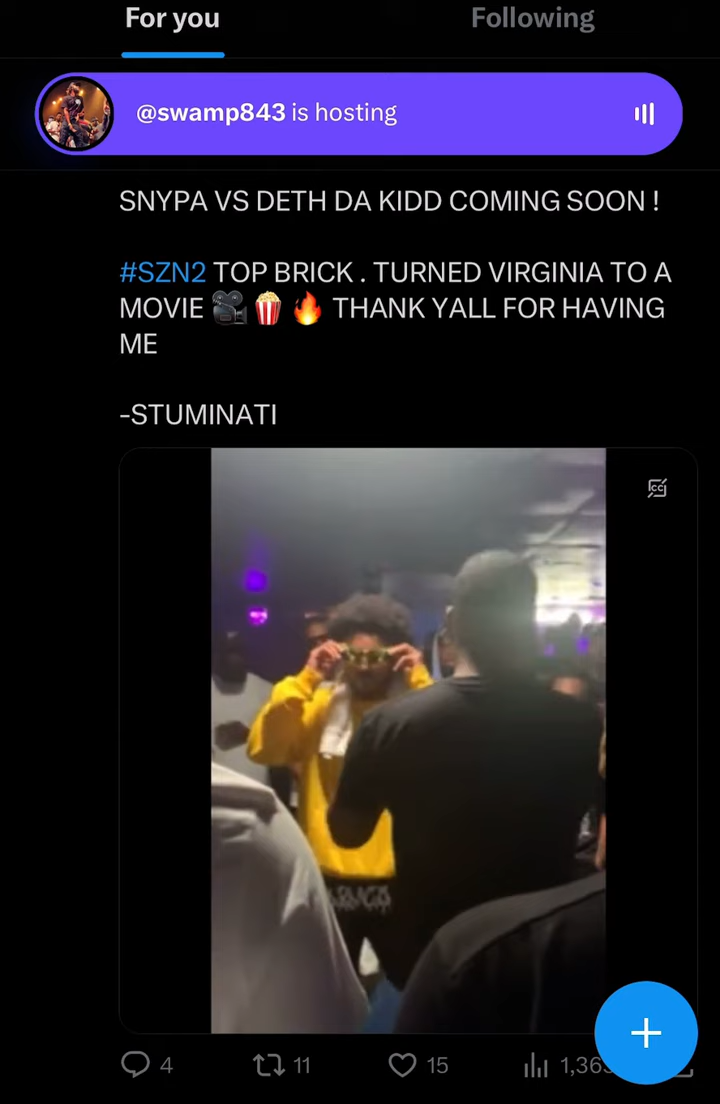 For you
Following
@swamp843 is hosting
SNYPA VS DETH DA KIDD COMING SOON !
#SZN2 TOP BRICK . TURNED VIRGINIA TO A
MOVIE 🎥🍿🔥 THANK YALL FOR HAVING
ME
-STUMINATI
CC
4
11
15